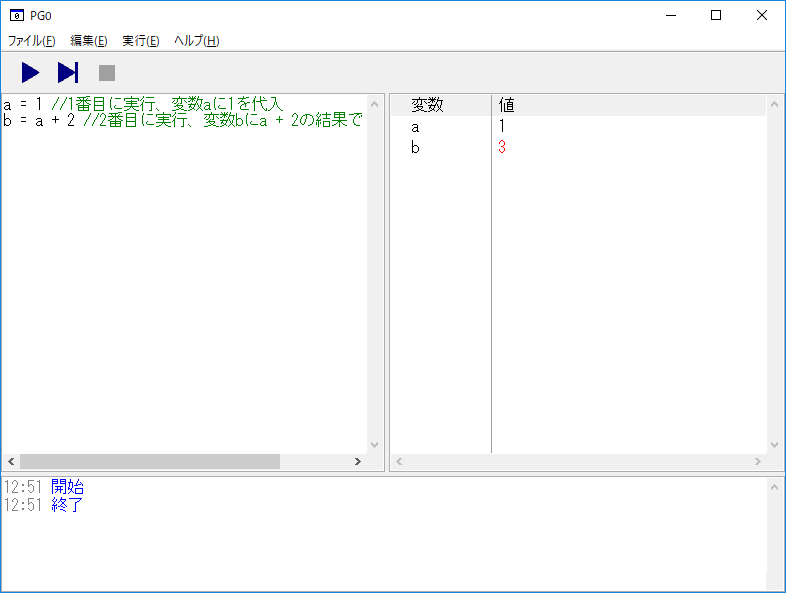 PG0
ファイル(F) 編集(E) 実行(E) ヘルプ(H)
a = 1 //1番目に実行、変数aに1を代入
b = a + 2 //2番目に実行、変数bにa + 2の結果で
変数 値
a 1
b 3
12:51 開始
12:51 終了